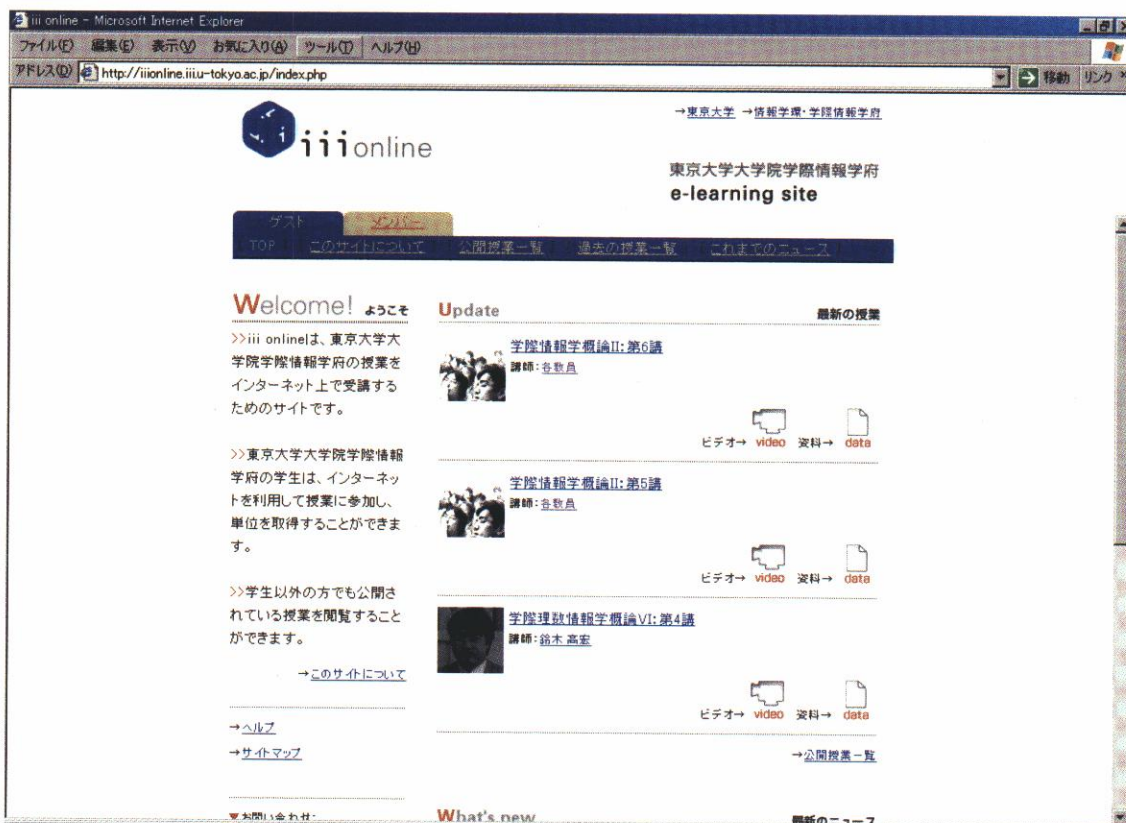 iii online - Microsoft Internet Explorer
ファイル(F) 編集(E) 表示(V) お気に入り(A) ツール(T) ヘルプ(H)
アドレス(D) http://iiionline.iii.u-tokyo.ac.jp/index.php 移動 リンク »
iiionline
→東京大学 →情報学環・学際情報学府
東京大学大学院学際情報学府
e-learning site
ゲスト メンバー
TOP このサイトについて 公開授業一覧 過去の授業一覧 これまでのニュース
Welcome! ようこそ
>>iii onlineは、東京大学大
学院学際情報学府の授業を
インターネット上で受講する
ためのサイトです。
>>東京大学大学院学際情報
学府の学生は、インターネッ
トを利用して授業に参加し、
単位を取得することができま
す。
>>学生以外の方でも公開さ
れている授業を閲覧すること
ができます。
→このサイトについて
→ヘルプ
→サイトマップ
▼お問い合わせ:
Update 最新の授業
学際情報学概論II:第6講
講師:各教員
ビデオ→ video 資料→ data
学際情報学概論II:第5講
講師:各教員
ビデオ→ video 資料→ data
学際理数情報学概論VI:第4講
講師:鈴木 高宏
ビデオ→ video 資料→ data
→公開授業一覧
What's new 最新のニュース